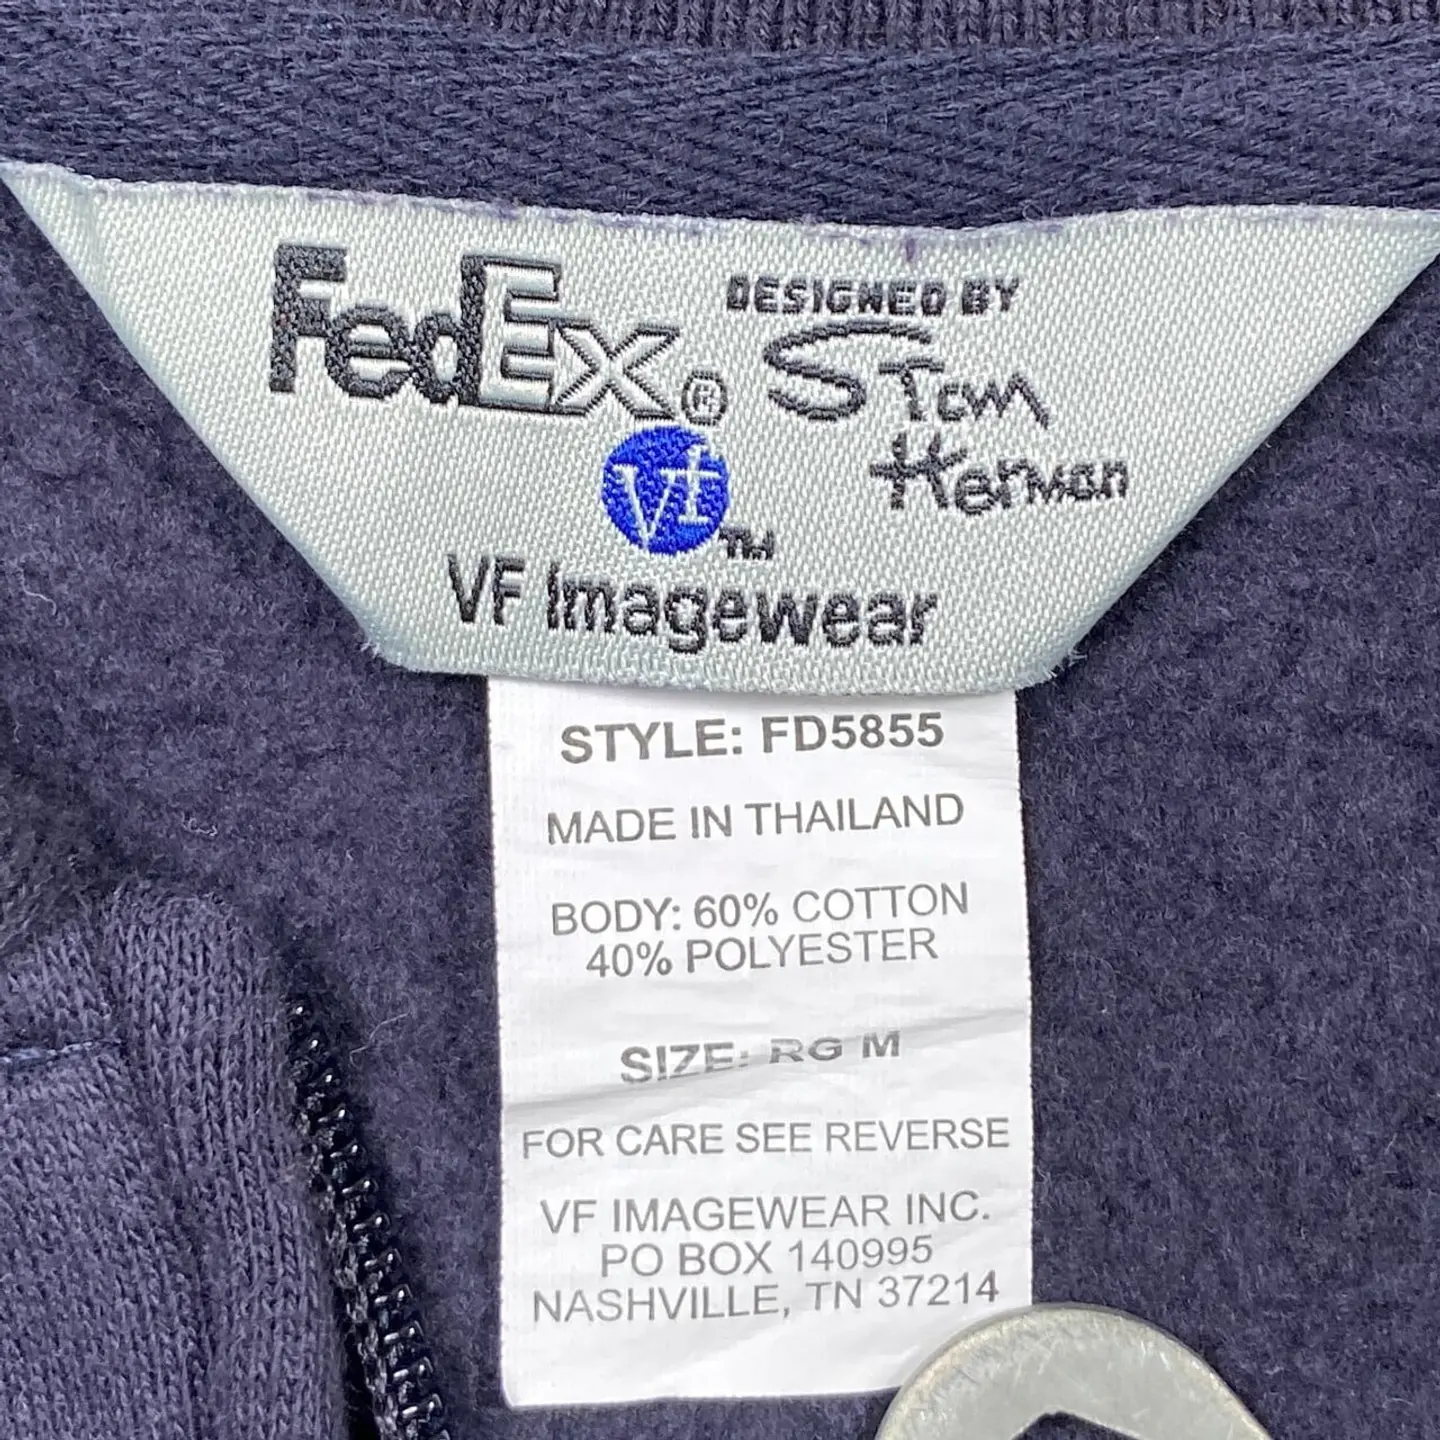 FedEx®
DESIGNED BY
Stan
Herman
vf™
VF Imagewear
STYLE: FD5855
MADE IN THAILAND
BODY: 60% COTTON
40% POLYESTER
SIZE: RG M
FOR CARE SEE REVERSE
VF IMAGEWEAR INC.
PO BOX 140995
NASHVILLE, TN 37214